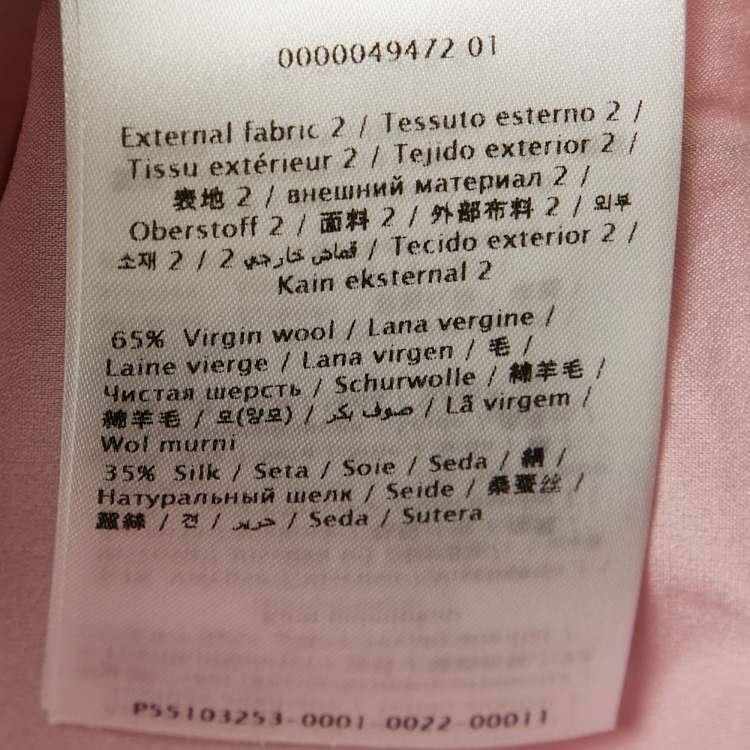 0000049472 01
External fabric 2 / Tessuto esterno 2 /
Tissu extérieur 2 / Tejido exterior 2 /
表地 2 / внешний материал 2 /
Oberstoff 2 / 面料 2 / 外部布料 2 / 외부
소재 2 / 2 قماش خارجي / Tecido exterior 2 /
Kain eksternal 2
65% Virgin wool / Lana vergine /
Laine vierge / Lana virgen / 毛 /
Чистая шерсть / Schurwolle / 綿羊毛 /
綿羊毛 / 모(양모) / صوف بكر / Lã virgem /
Wol murni
35% Silk / Seta / Soie / Seda / 絹 /
Натуральный шелк / Seide / 桑蚕丝 /
蠶絲 / 견 / حرير / Seda / Sutera
P55103253-0001-0022-00011